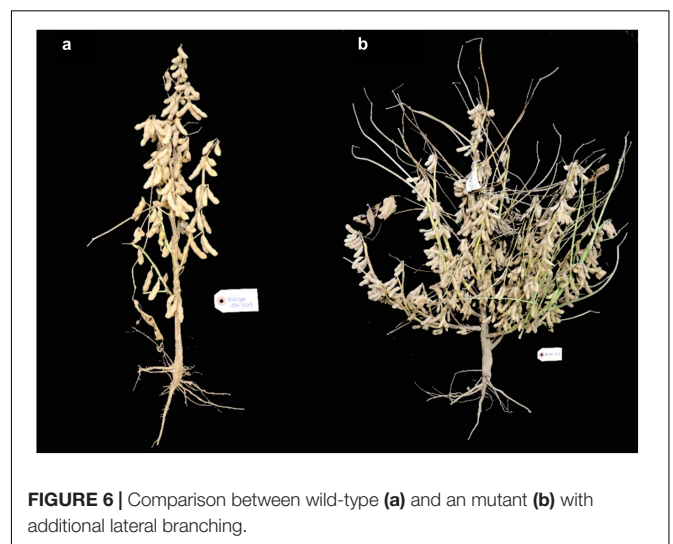 a
b
FIGURE 6 | Comparison between wild-type (a) and an mutant (b) with
additional lateral branching.